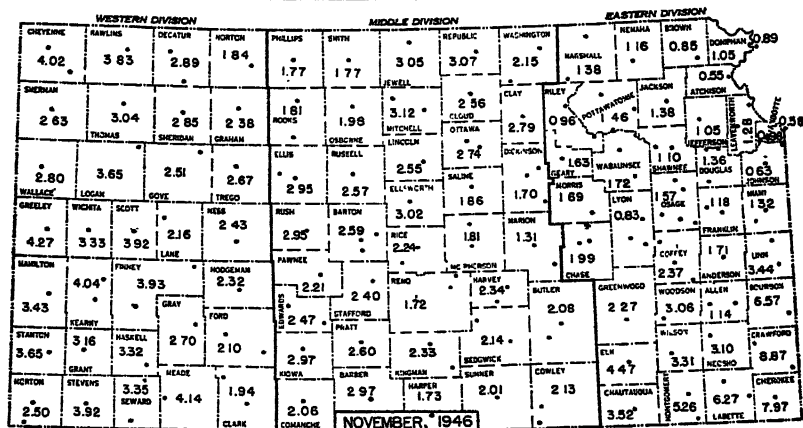 WESTERN DIVISION MIDDLE DIVISION EASTERN DIVISION
CHEYENNE RAWLINS DECATUR NORTON PHILLIPS SMITH JEWELL REPUBLIC WASHINGTON MARSHALL NEMAHA BROWN DONIPHAN
4.02 3.83 2.89 1.84 1.77 1.77 3.05 3.07 2.15 1.38 1.16 0.85 1.05 0.89
SHERMAN THOMAS SHERIDAN GRAHAM ROOKS OSBORNE MITCHELL CLOUD CLAY RILEY POTTAWATOMIE JACKSON ATCHISON
2.63 3.04 2.85 2.38 1.81 1.98 3.12 2.56 2.79 0.96 1.46 1.38 0.55
OTTAWA JEFFERSON LEAVENWORTH
2.74 1.05 1.28 0.58
WALLACE LOGAN GOVE TREGO ELLIS RUSSELL LINCOLN DICKINSON GEARY WABAUNSEE SHAWNEE DOUGLAS JOHNSON
2.80 3.65 2.51 2.67 2.95 2.57 2.55 1.70 1.63 1.72 1.10 1.36 0.63
ELLSWORTH SALINE MORRIS LYON OSAGE FRANKLIN MIAMI
3.02 1.86 1.69 0.83 1.57 1.18 1.32
GREELEY WICHITA SCOTT LANE NESS RUSH BARTON RICE MC PHERSON MARION CHASE COFFEY ANDERSON LINN
4.27 3.33 3.92 2.16 2.43 2.95 2.59 2.24 1.81 1.31 1.99 2.37 1.71 3.44
HAMILTON KEARNY FINNEY HODGEMAN PAWNEE STAFFORD RENO HARVEY BUTLER GREENWOOD WOODSON ALLEN BOURBON
3.43 4.04 3.93 2.32 2.21 2.40 1.72 2.34 2.08 2.27 3.06 1.14 6.57
GRAY FORD EDWARDS
2.70 2.10 2.47
STANTON GRANT HASKELL KIOWA PRATT KINGMAN SEDGWICK ELK WILSON NEOSHO CRAWFORD
3.65 3.16 3.32 2.97 2.60 2.33 2.14 4.47 3.31 3.10 8.87
MORTON STEVENS SEWARD MEADE CLARK COMANCHE BARBER HARPER SUMNER COWLEY CHAUTAUQUA MONTGOMERY LABETTE CHEROKEE
2.50 3.92 3.35 4.14 1.94 2.06 2.97 1.73 2.01 2.13 3.52 5.26 6.27 7.97
NOVEMBER, 1946